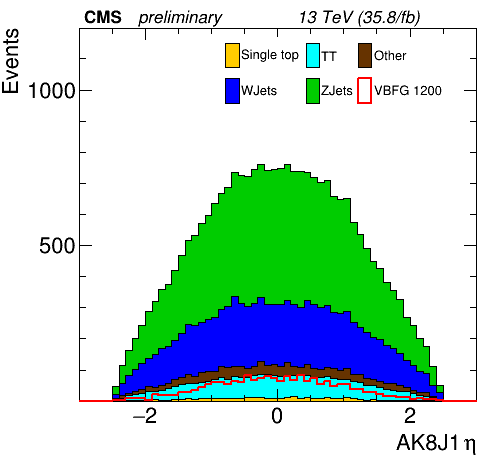 CMS preliminary 13 TeV (35.8/fb)
Events
Single top TT Other
WJets ZJets VBFG 1200
1000
500
−2 0 2
AK8J1 η